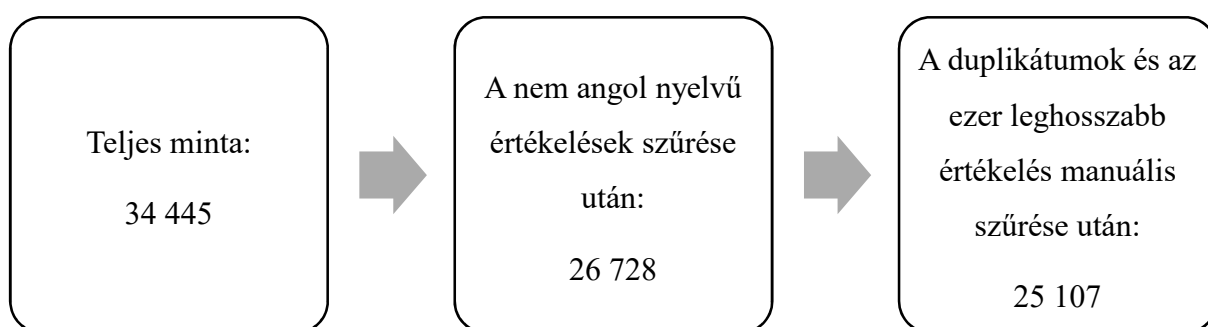 Teljes minta:
34 445
A nem angol nyelvű
értékelések szűrése
után:
26 728
A duplikátumok és az
ezer leghosszabb
értékelés manuális
szűrése után:
25 107